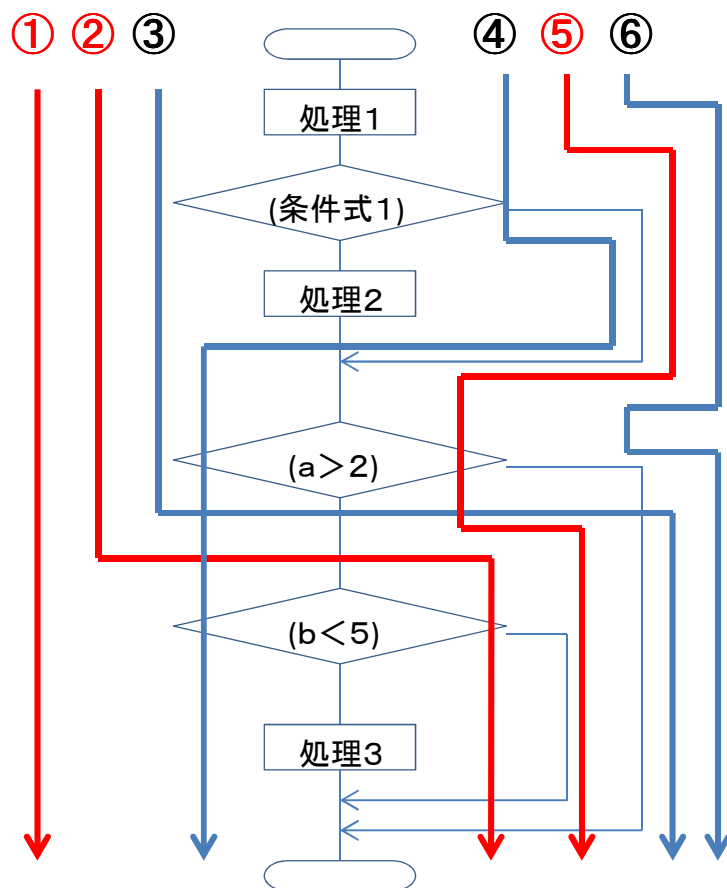 ① ② ③ ④ ⑤ ⑥
処理1
(条件式1)
処理2
(a＞2)
(b＜5)
処理3